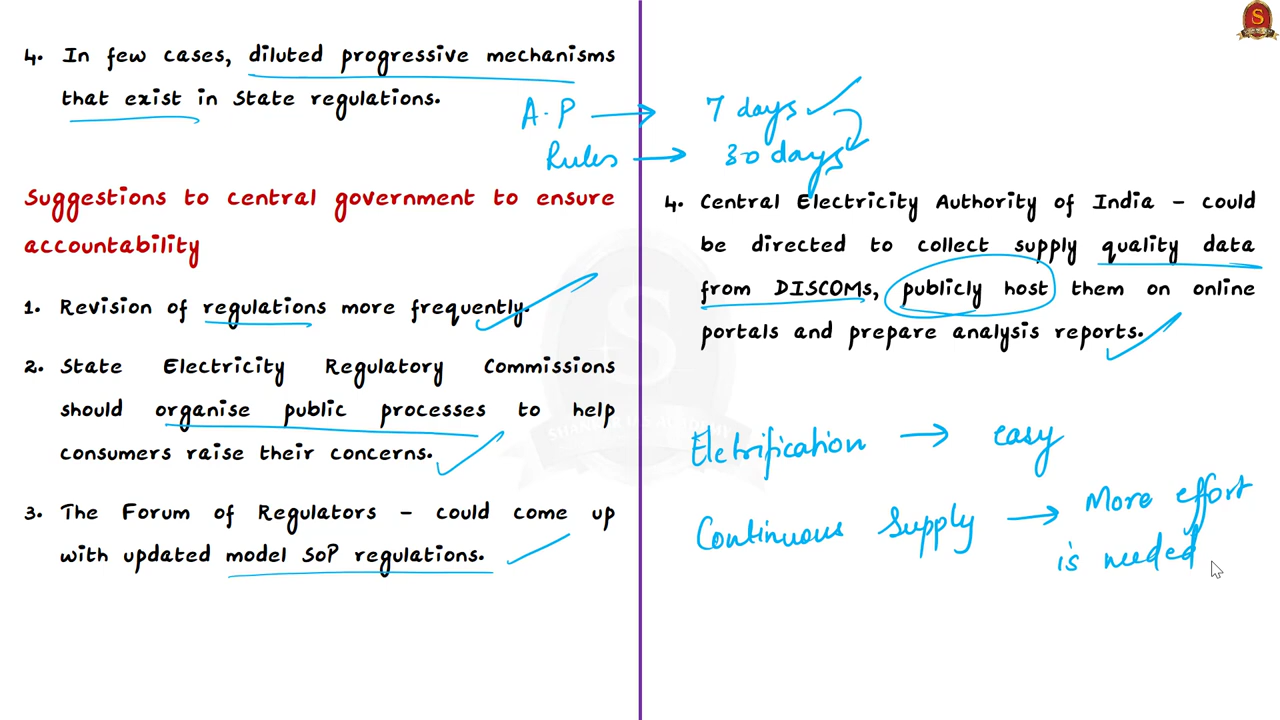 4. In few cases, diluted progressive mechanisms
that exist in State regulations.
A.P → 7 days
Rules → 30 days
Suggestions to central government to ensure
accountability
1. Revision of regulations more frequently.
2. State Electricity Regulatory Commissions
should organise public processes to help
consumers raise their concerns.
3. The Forum of Regulators - could come up
with updated model SoP regulations.
4. Central Electricity Authority of India - could
be directed to collect supply quality data
from DISCOMs, publicly host them on online
portals and prepare analysis reports.
Eletrification → easy
Continuous Supply → More effort
is needed
S